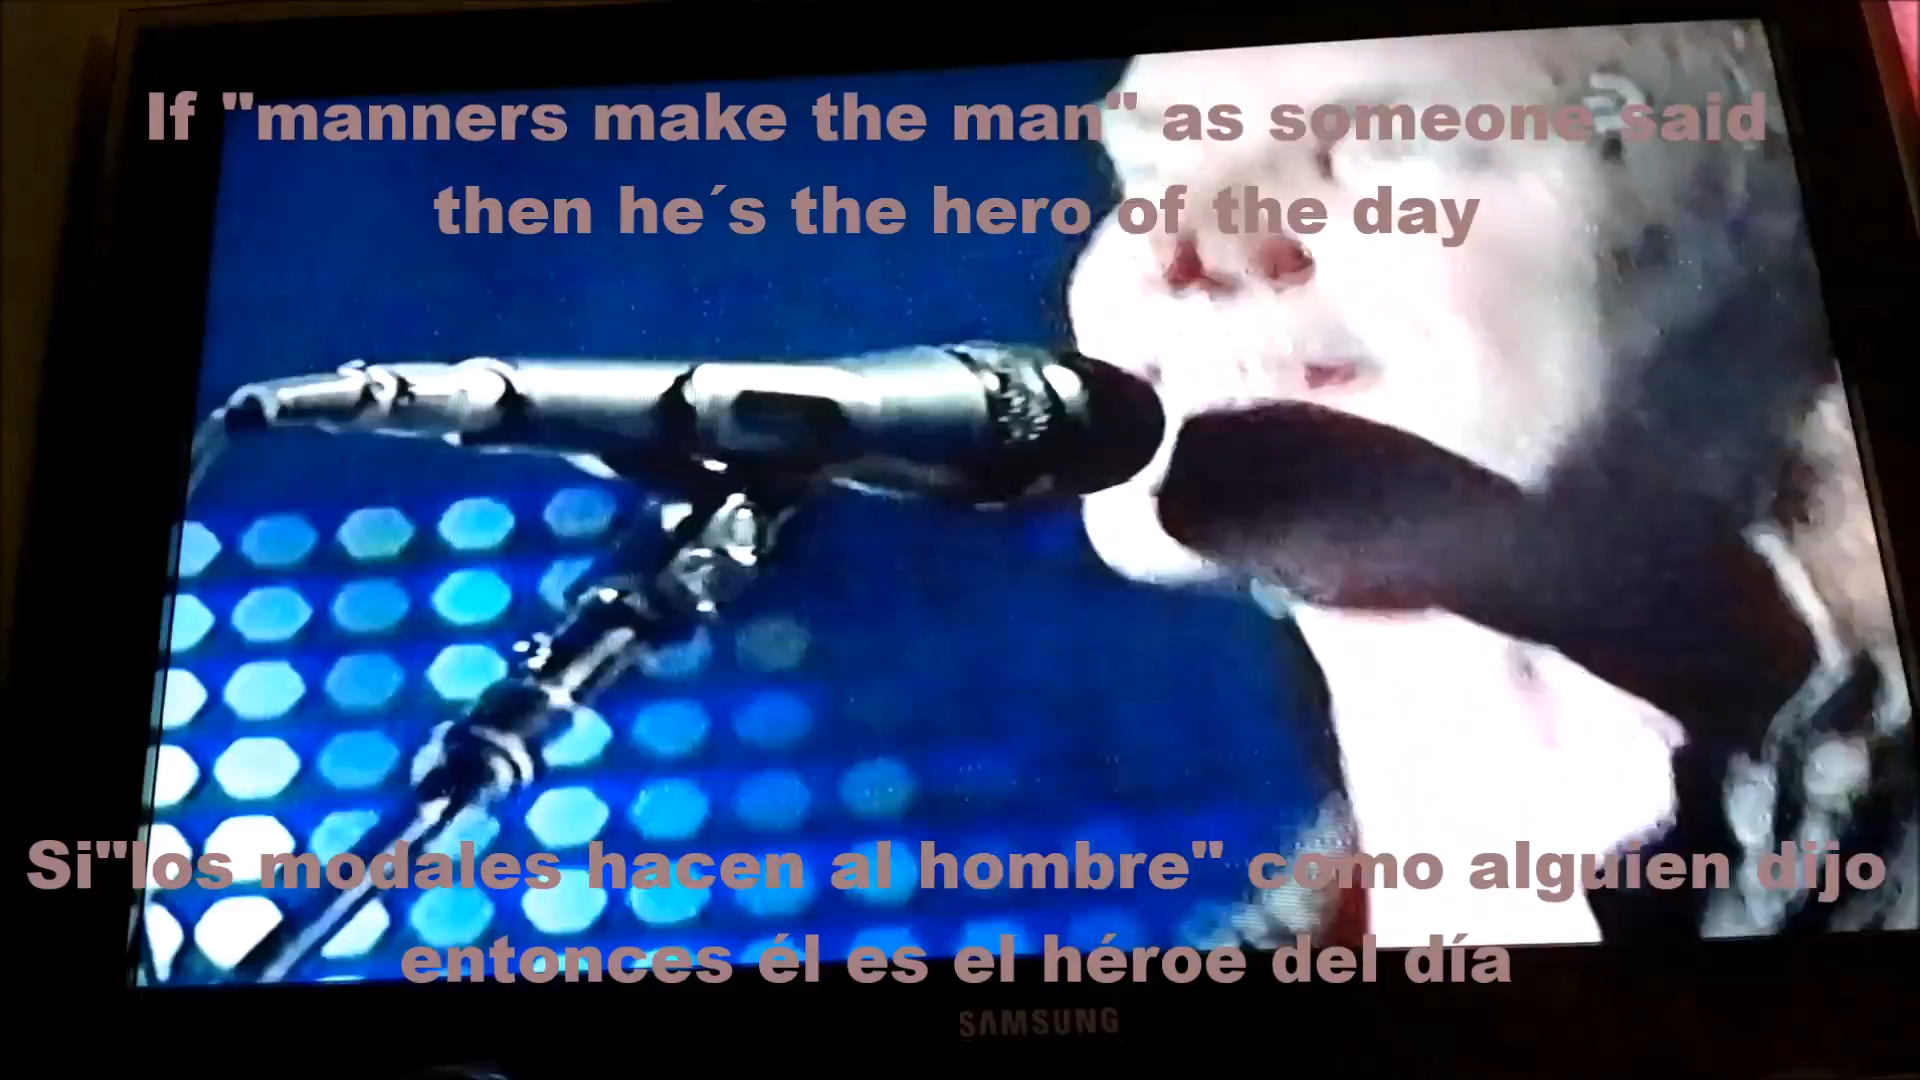 If "manners make the man" as someone said
then he´s the hero of the day
Si"los modales hacen al hombre" como alguien dijo
entonces él es el héroe del día
SAMSUNG